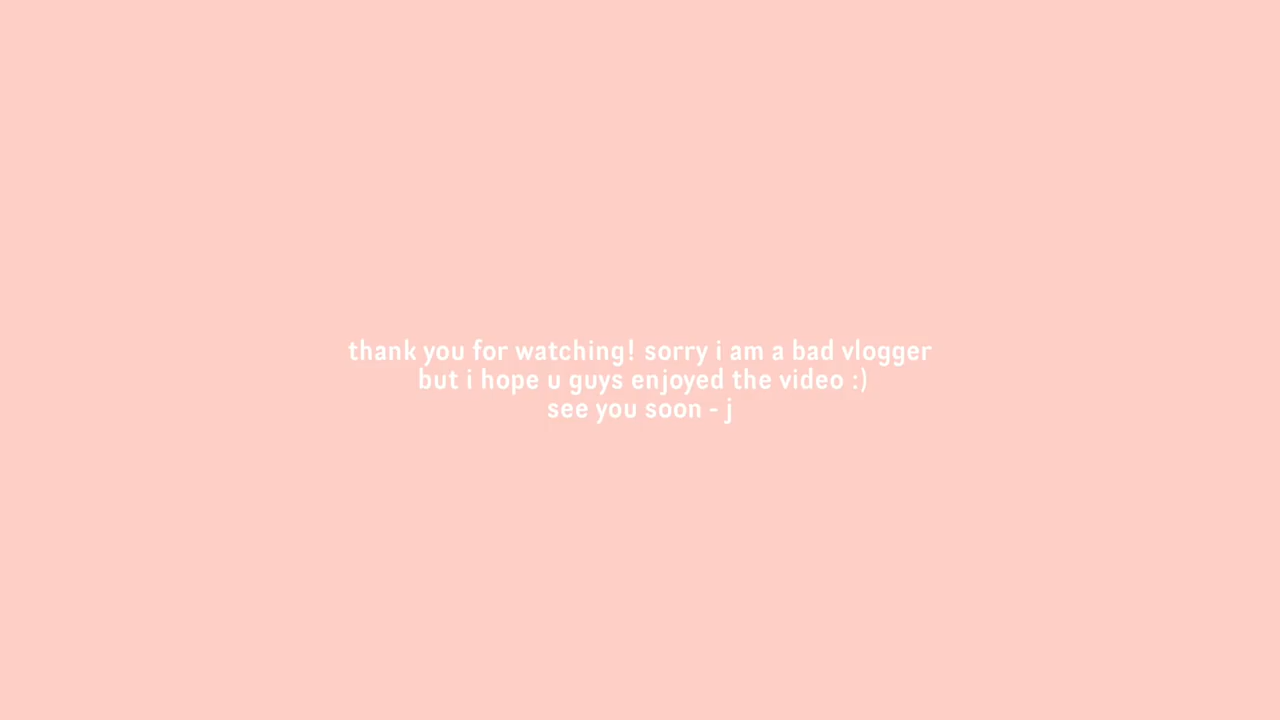 thank you for watching! sorry i am a bad vlogger
but i hope u guys enjoyed the video :)
see you soon - j